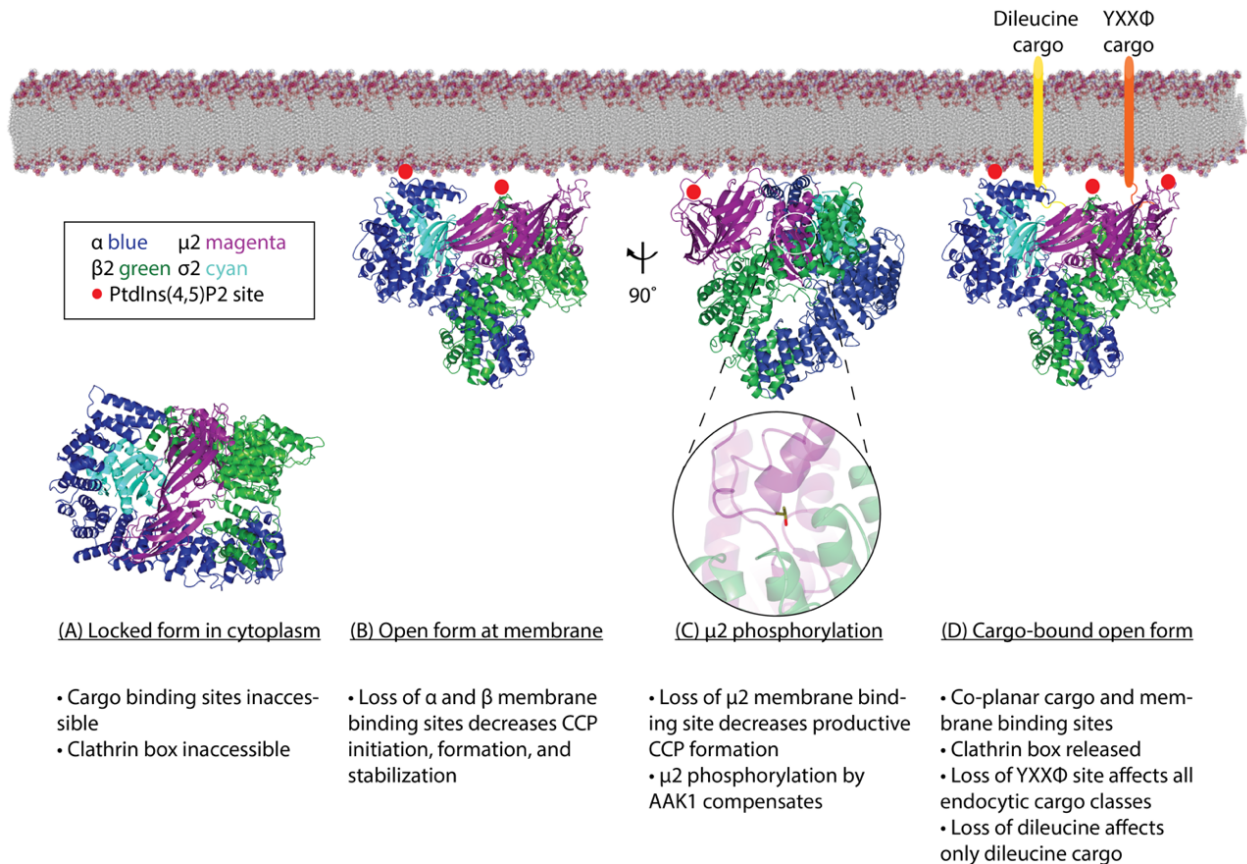 Dileucine cargo
YXXΦ cargo
α blue μ2 magenta
β2 green σ2 cyan
PtdIns(4,5)P2 site
90˚
(A) Locked form in cytoplasm
• Cargo binding sites inacces-
sible
• Clathrin box inaccessible
(B) Open form at membrane
• Loss of α and β membrane
binding sites decreases CCP
initiation, formation, and
stabilization
(C) μ2 phosphorylation
• Loss of μ2 membrane bind-
ing site decreases productive
CCP formation
• μ2 phosphorylation by
AAK1 compensates
(D) Cargo-bound open form
• Co-planar cargo and mem-
brane binding sites
• Clathrin box released
• Loss of YXXΦ site affects all
endocytic cargo classes
• Loss of dileucine affects
only dileucine cargo